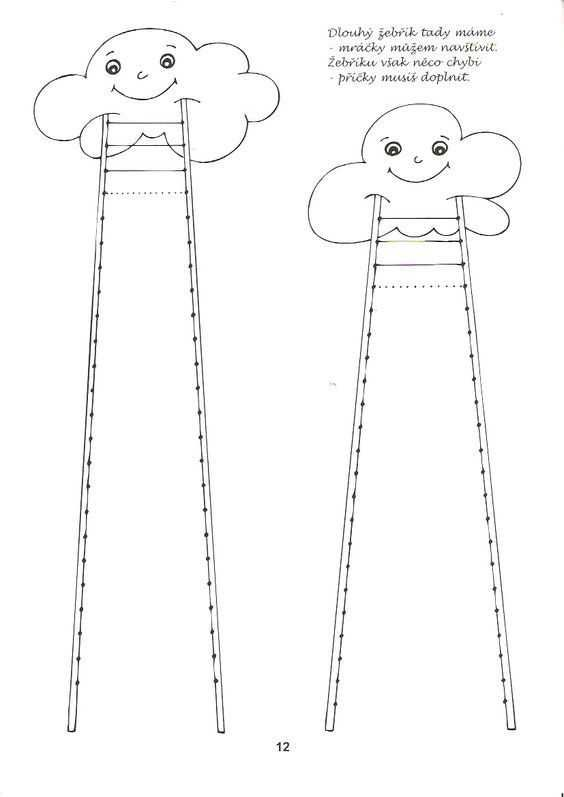 Dlouhý žebřík tady máme
- mráčky můžem navštívit.
Žebříku však něco chybí
- příčky musíš doplnit.
12